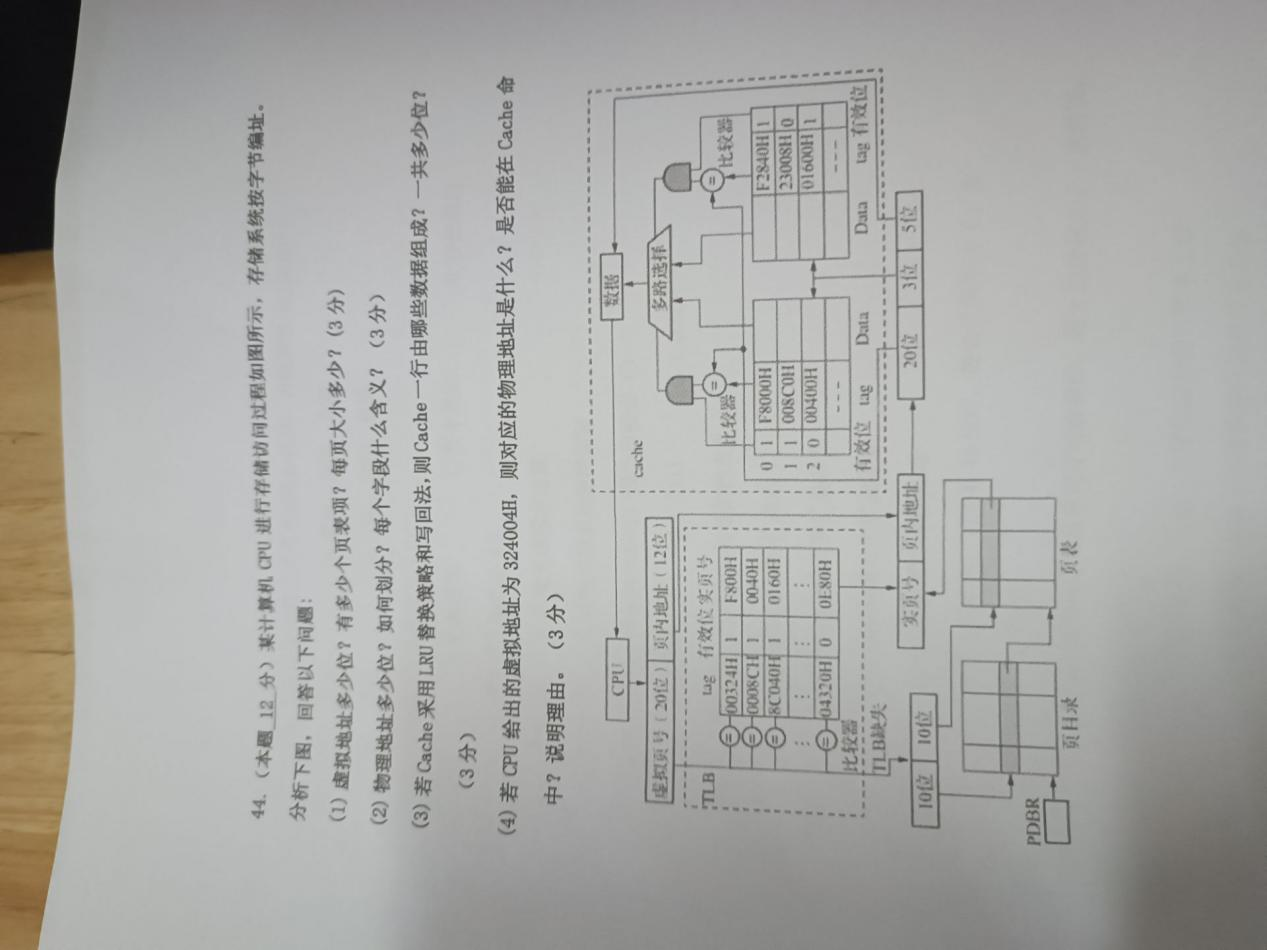 44. （本题 12 分）某计算机 CPU 进行存储访问过程如图所示，存储系统按字节编址。
分析下图，回答以下问题：
(1) 虚拟地址多少位？有多少个页表项？每页大小多少？（3 分）
(2) 物理地址多少位？如何划分？每个字段什么含义？（3 分）
(3) 若 Cache 采用 LRU 替换策略和写回法,则 Cache 一行由哪些数据组成？一共多少位？
（3 分）
(4) 若 CPU 给出的虚拟地址为 324004H，则对应的物理地址是什么？是否能在 Cache 命
中？说明理由。（3 分）
CPU
数据
虚拟页号（20位） 页内地址（12位）
cache
多路选择
TLB
tag 有效位 实页号
00324H 1 F800H
0008CH 1 0040H
8C040H 1 0160H
⋮ ⋮ ⋮
04320H 0 0E80H
比较器
TLB缺失
比较器
比较器
0 1 F8000H
1 1 008C0H
2 0 00400H
---
有效位 tag Data
F2840H 1
23008H 0
01600H 1
---
Data tag 有效位
10位 10位
实页号 页内地址
20位 3位 5位
PDBR
页目录
页表